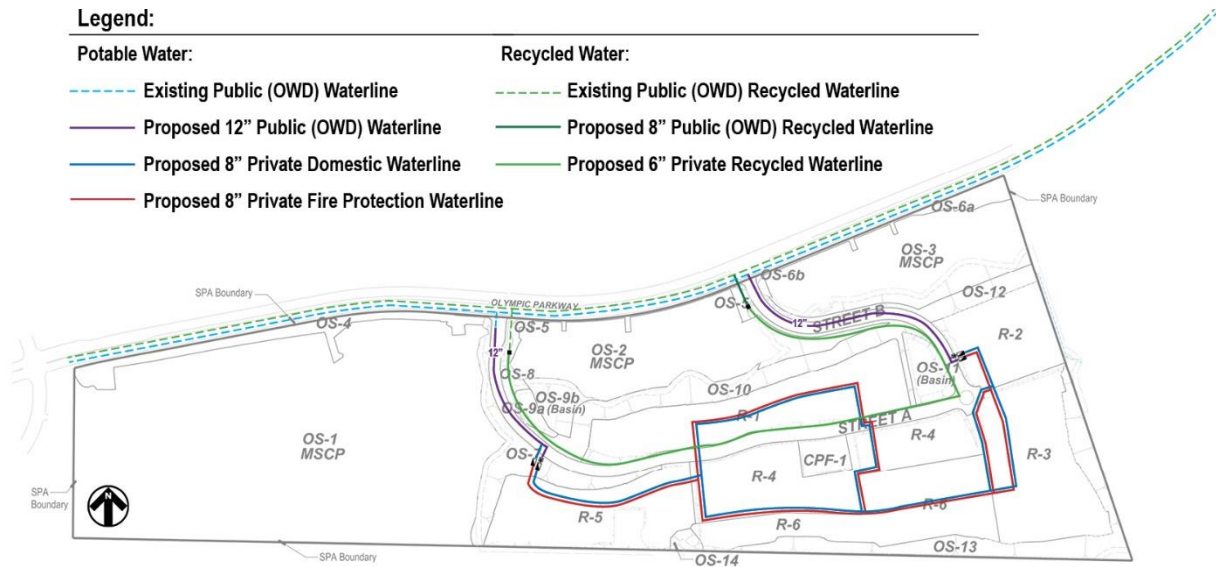 Legend:
Potable Water:
Recycled Water:
Existing Public (OWD) Waterline
Existing Public (OWD) Recycled Waterline
Proposed 12” Public (OWD) Waterline
Proposed 8” Public (OWD) Recycled Waterline
Proposed 8” Private Domestic Waterline
Proposed 6” Private Recycled Waterline
Proposed 8” Private Fire Protection Waterline
SPA Boundary
OS-6a
OS-3
MSCP
OS-6b
SPA Boundary
OLYMPIC PARKWAY
OS-5
OS-12
OS-4
OS-5
12”
STREET B
R-2
12”
OS-2
MSCP
OS-8
OS-11
(Basin)
OS-10
OS-9b
(Basin)
OS-9a
R-1
STREET A
OS-1
MSCP
OS-7
R-4
CPF-1
R-4
R-3
SPA
Boundary
N
R-5
R-6
R-6
OS-13
SPA Boundary
OS-14